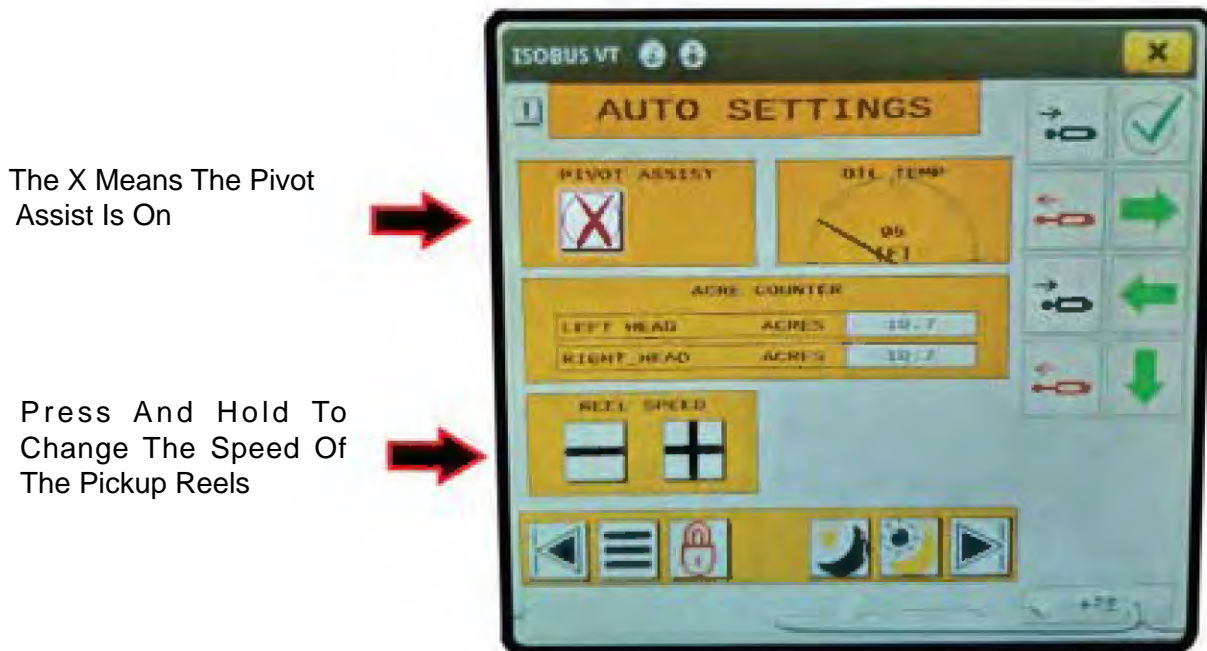 ISOBUS VT
AUTO SETTINGS
The X Means The Pivot
Assist Is On
PIVOT ASSIST
OIL TEMP
ACRE COUNTER
LEFT HEAD ACRES 10.7
RIGHT HEAD ACRES 10.7
Press And Hold To
Change The Speed Of
The Pickup Reels
REEL SPEED